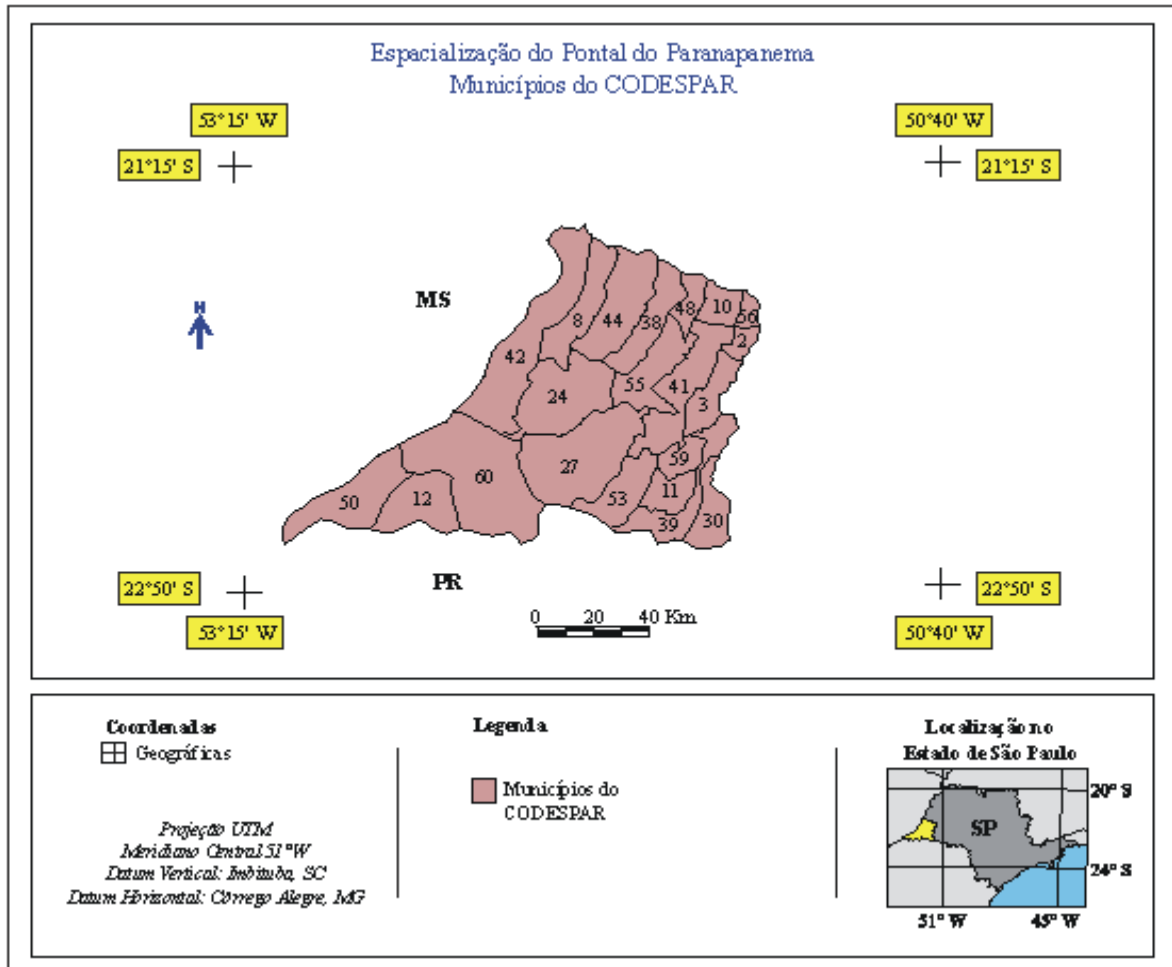 Espacialização do Pontal do Paranapanema
Municípios do CODESPAR
53°15' W
50°40' W
21°15' S
21°15' S
MS
N
8
44
38
48
10
56
2
42
24
55
41
3
27
59
60
50
12
53
11
39
30
PR
22°50' S
22°50' S
53°15' W
50°40' W
0 20 40 Km
Coordenadas
Geográficas
Projeção UTM
Meridiano Central 51°W
Datum Vertical: Imbituba, SC
Datum Horizontal: Córrego Alegre, MG
Legenda
Municípios do
CODESPAR
Localização no
Estado de São Paulo
20° S
SP
24° S
51° W
45° W